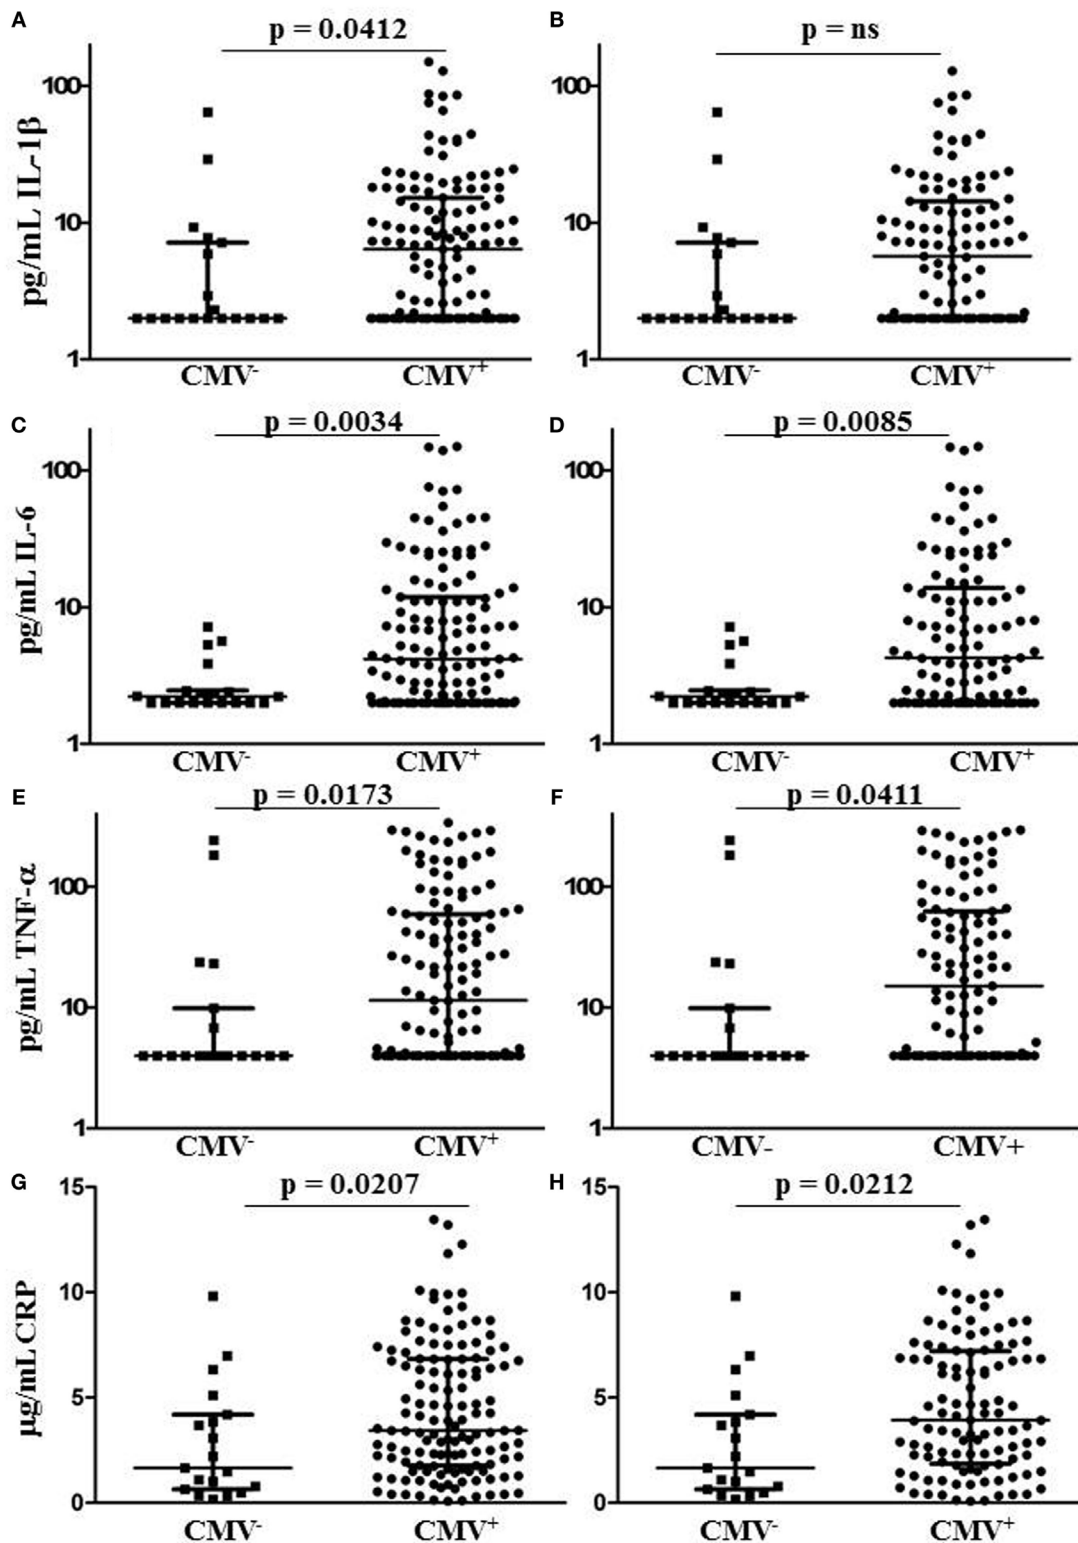 A
p = 0.0412
pg/mL IL-1β
100
10
1
CMV-
CMV+
B
p = ns
100
10
1
CMV-
CMV+
C
p = 0.0034
pg/mL IL-6
100
10
1
CMV-
CMV+
D
p = 0.0085
100
10
1
CMV-
CMV+
E
p = 0.0173
pg/mL TNF-α
100
10
1
CMV-
CMV+
F
p = 0.0411
100
10
1
CMV-
CMV+
G
p = 0.0207
µg/mL CRP
15
10
5
0
CMV-
CMV+
H
p = 0.0212
15
10
5
0
CMV-
CMV+